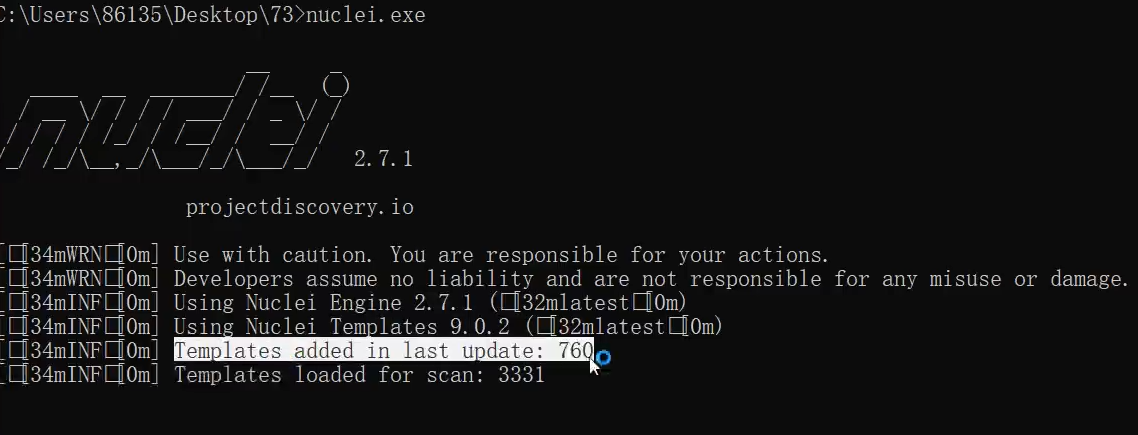 C:\Users\86135\Desktop\73>nuclei.exe
nuclei
2.7.1
projectdiscovery.io
[□[34mWRN□[0m] Use with caution. You are responsible for your actions.
[□[34mWRN□[0m] Developers assume no liability and are not responsible for any misuse or damage.
[□[34mINF□[0m] Using Nuclei Engine 2.7.1 (□[32mlatest□[0m)
[□[34mINF□[0m] Using Nuclei Templates 9.0.2 (□[32mlatest□[0m)
[□[34mINF□[0m] Templates added in last update: 760
[□[34mINF□[0m] Templates loaded for scan: 3331